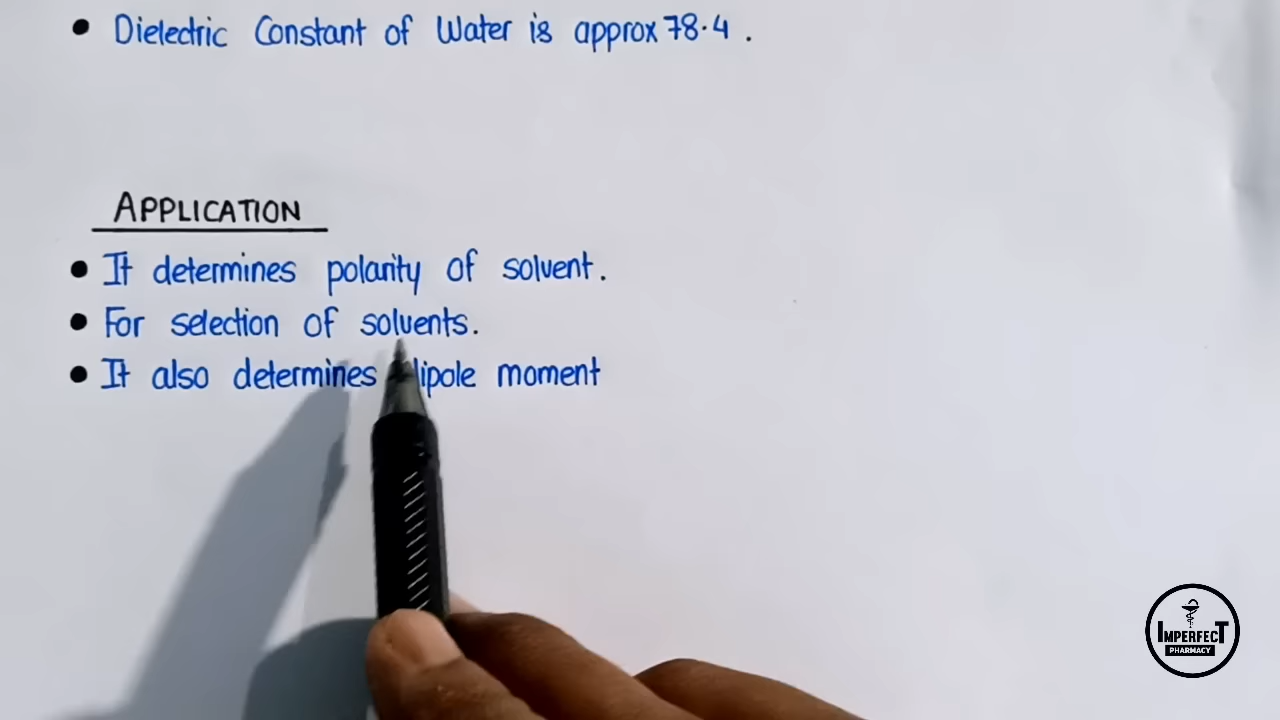 • Dielectric Constant of Water is approx 78.4 .
APPLICATION
• It determines polarity of solvent.
• For selection of solvents.
• It also determines dipole moment
IMPERFECT
PHARMACY